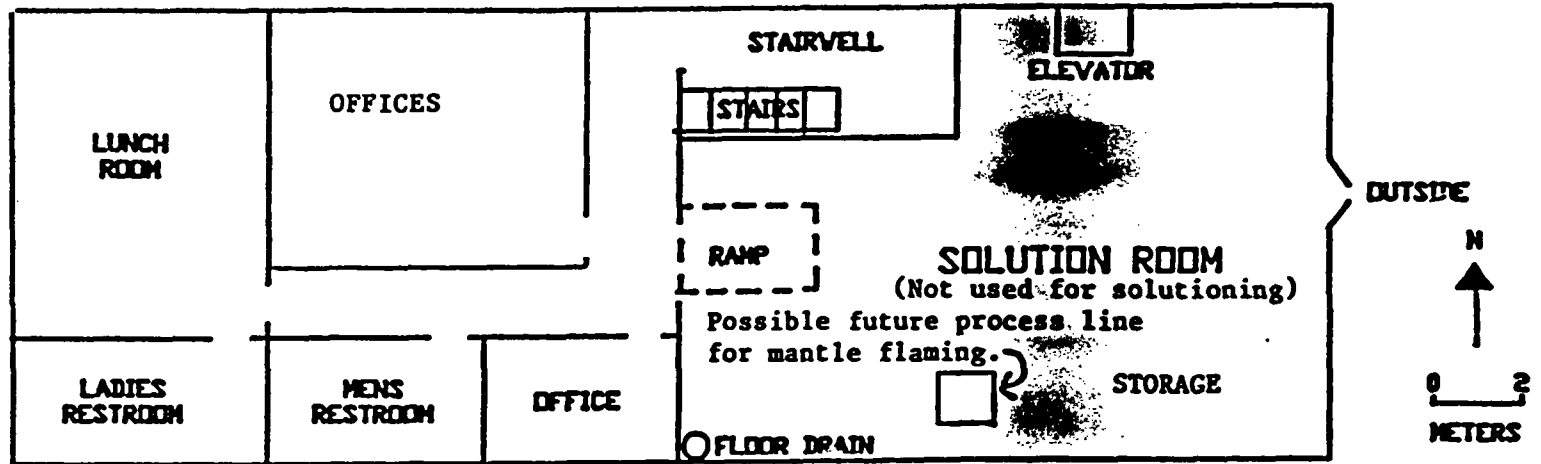 STAIRWELL
ELEVATOR
OFFICES
STAIRS
LUNCH
ROOM
OUTSIDE
N
RAMP
SOLUTION ROOM
(Not used for solutioning)
Possible future process line
for mantle flaming.
STORAGE
0 2
METERS
LADIES
RESTROOM
MENS
RESTROOM
OFFICE
FLOOR DRAIN